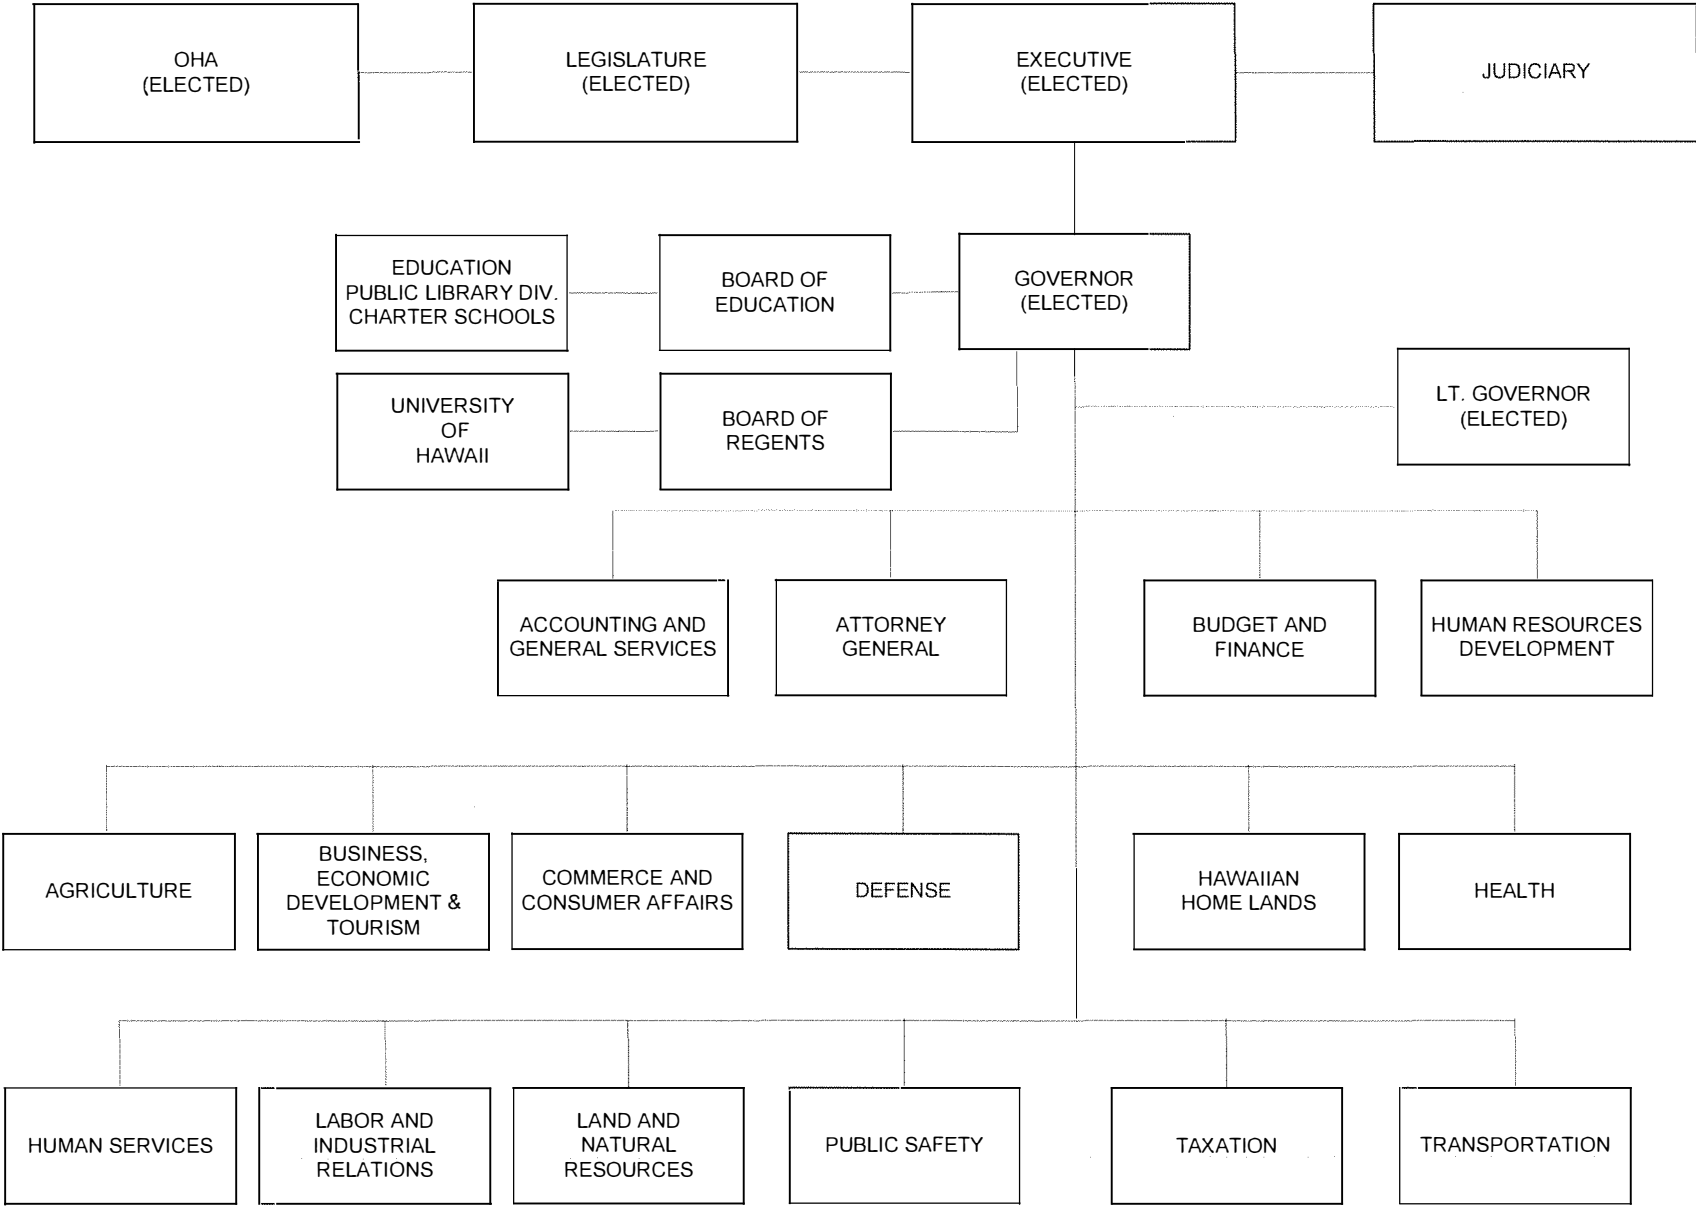 OHA
(ELECTED)
LEGISLATURE
(ELECTED)
EXECUTIVE
(ELECTED)
JUDICIARY
EDUCATION
PUBLIC LIBRARY DIV.
CHARTER SCHOOLS
BOARD OF
EDUCATION
GOVERNOR
(ELECTED)
UNIVERSITY
OF
HAWAII
BOARD OF
REGENTS
LT. GOVERNOR
(ELECTED)
ACCOUNTING AND
GENERAL SERVICES
ATTORNEY
GENERAL
BUDGET AND
FINANCE
HUMAN RESOURCES
DEVELOPMENT
AGRICULTURE
BUSINESS,
ECONOMIC
DEVELOPMENT &
TOURISM
COMMERCE AND
CONSUMER AFFAIRS
DEFENSE
HAWAIIAN
HOME LANDS
HEALTH
HUMAN SERVICES
LABOR AND
INDUSTRIAL
RELATIONS
LAND AND
NATURAL
RESOURCES
PUBLIC SAFETY
TAXATION
TRANSPORTATION